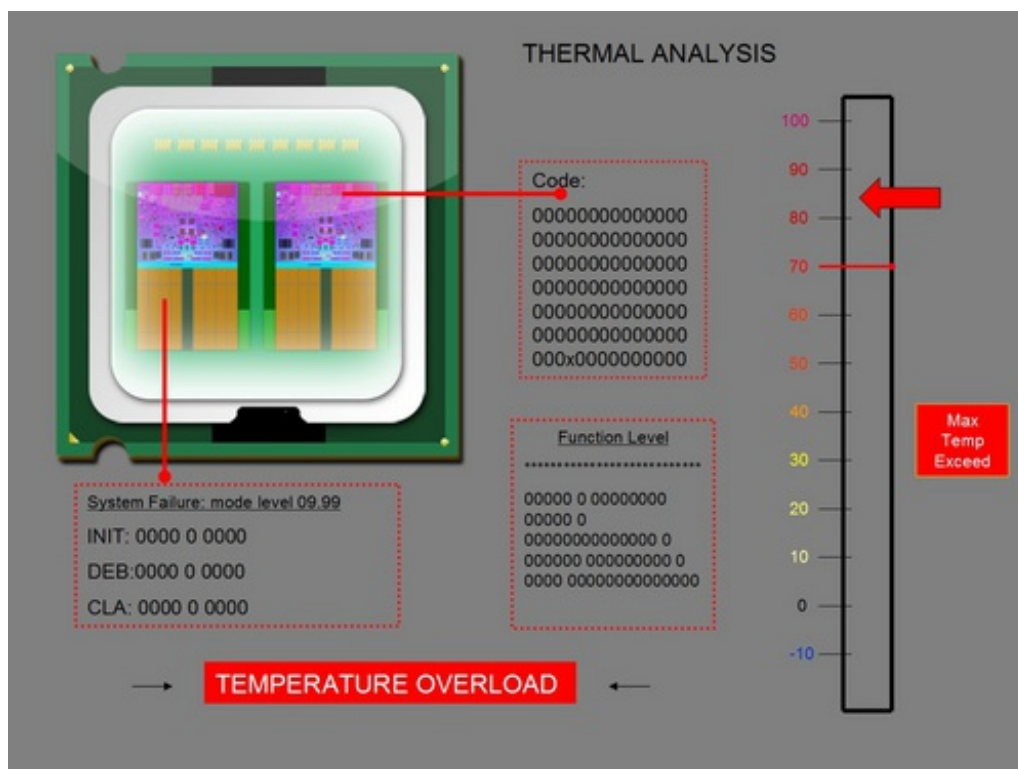 THERMAL ANALYSIS
Code:
00000000000000
00000000000000
00000000000000
00000000000000
00000000000000
00000000000000
000x0000000000
Function Level
00000 0 00000000
00000 0
00000000000000 0
000000 000000000 0
0000 00000000000000
System Failure: mode level 09.99
INIT: 0000 0 0000
DEB:0000 0 0000
CLA: 0000 0 0000
TEMPERATURE OVERLOAD
100
90
80
70
60
50
40
30
20
10
0
-10
Max
Temp
Exceed